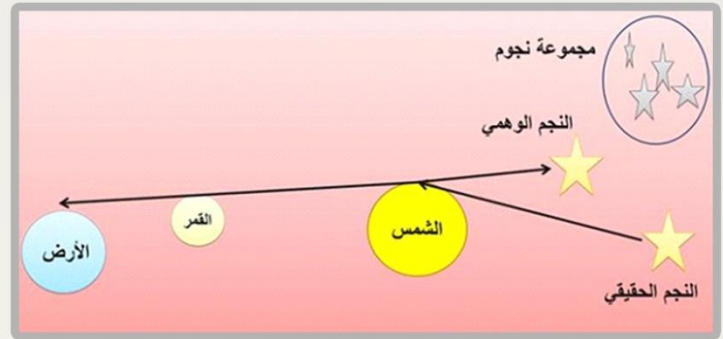 مجموعة نجوم
النجم الوهمي
القمر
الشمس
الأرض
النجم الحقيقي